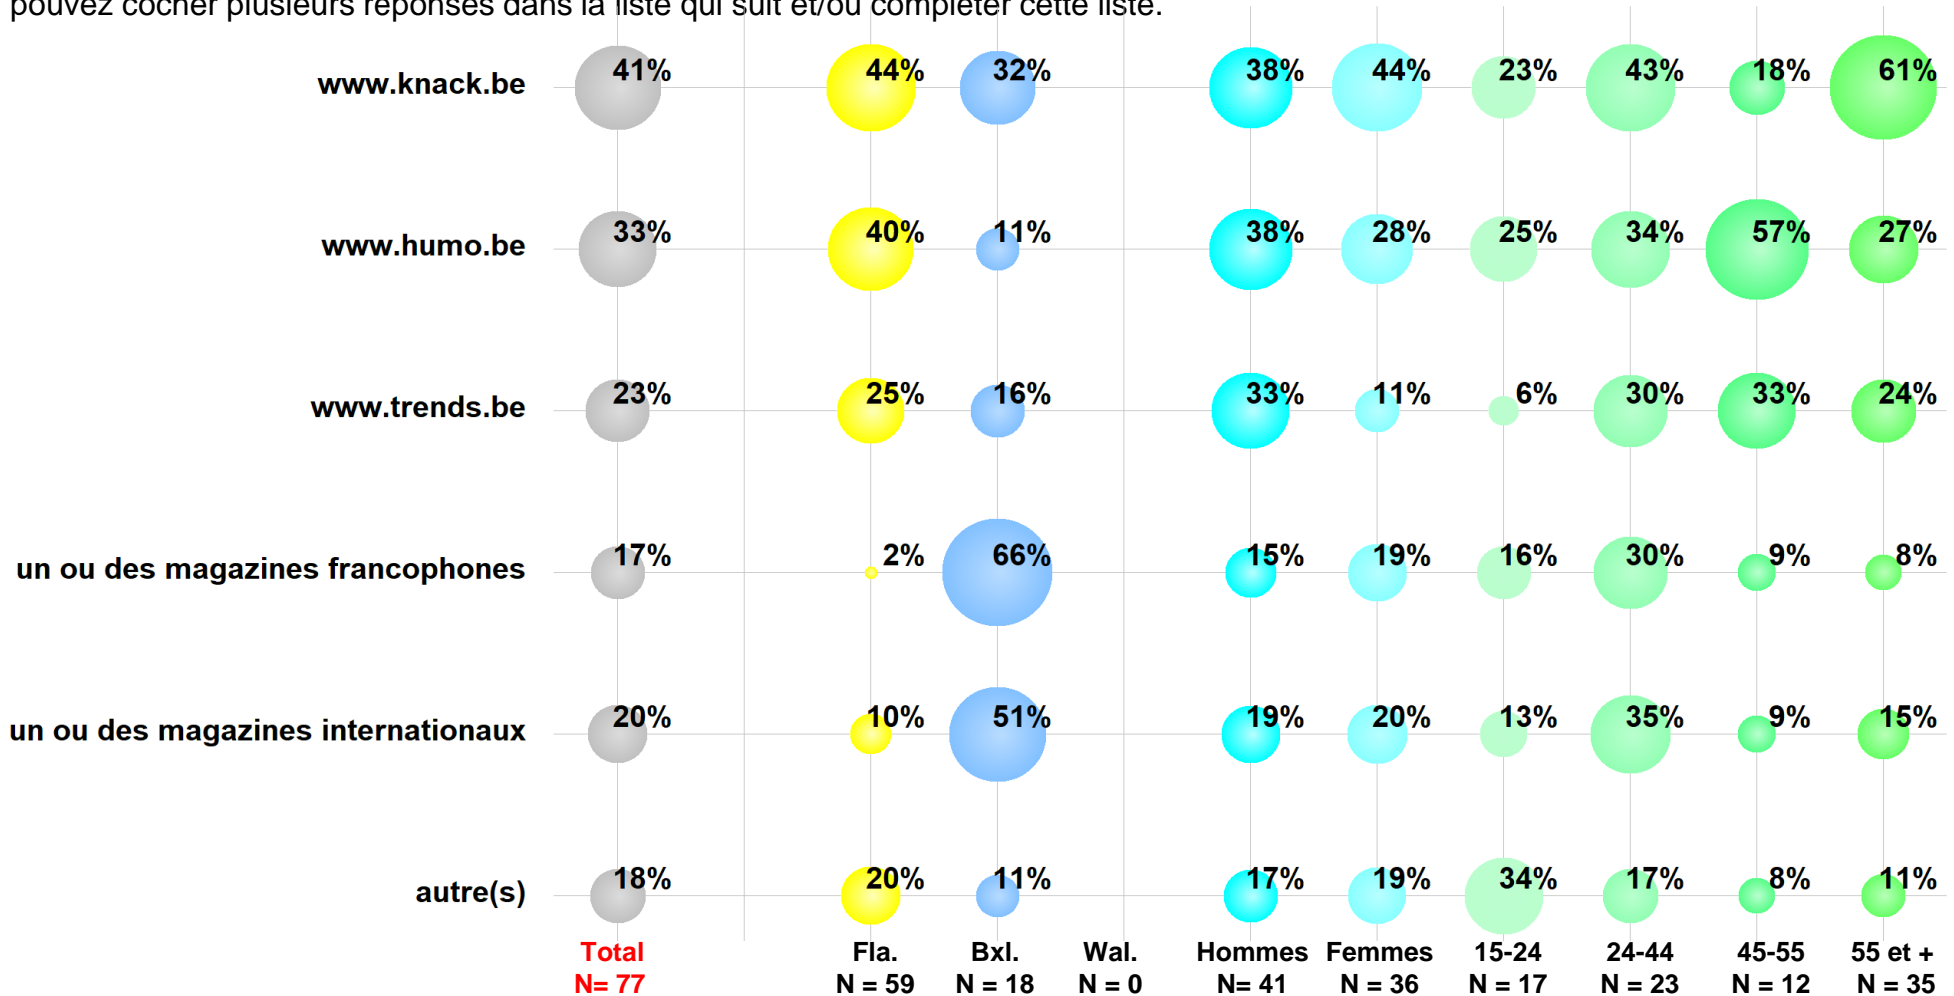 pouvez cocher plusieurs réponses dans la liste qui suit et/ou compléter cette liste.
www.knack.be 41% 44% 32% 38% 44% 23% 43% 18% 61%
www.humo.be 33% 40% 11% 38% 28% 25% 34% 57% 27%
www.trends.be 23% 25% 16% 33% 11% 6% 30% 33% 24%
un ou des magazines francophones 17% 2% 66% 15% 19% 16% 30% 9% 8%
un ou des magazines internationaux 20% 10% 51% 19% 20% 13% 35% 9% 15%
autre(s) 18% 20% 11% 17% 19% 34% 17% 8% 11%
Total Fla. Bxl. Wal. Hommes Femmes 15-24 24-44 45-55 55 et +
N= 77 N = 59 N = 18 N = 0 N= 41 N = 36 N = 17 N = 23 N = 12 N = 35